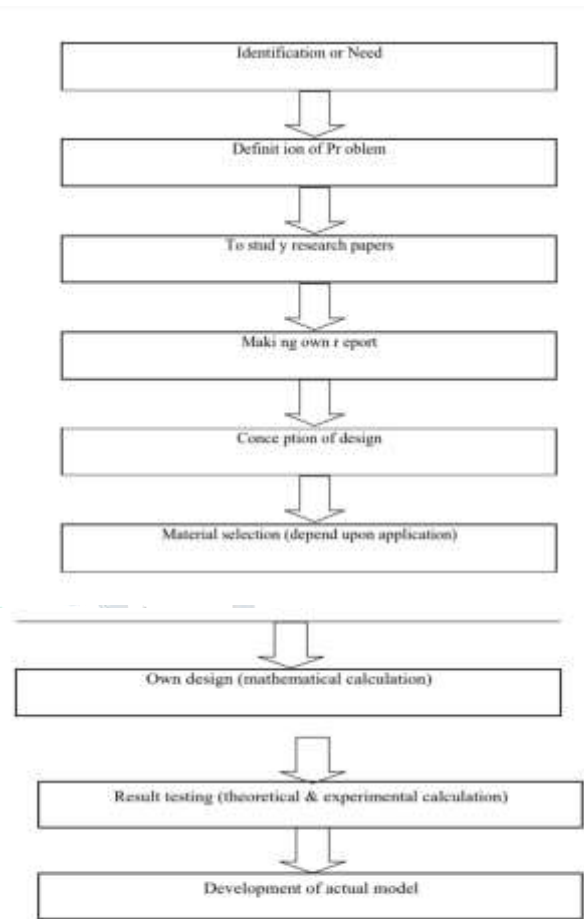 Identification or Need
Definit ion of Pr oblem
To stud y research papers
Maki ng own r eport
Conce ption of design
Material selection (depend upon application)
Own design (mathematical calculation)
Result testing (theoretical & experimental calculation)
Development of actual model